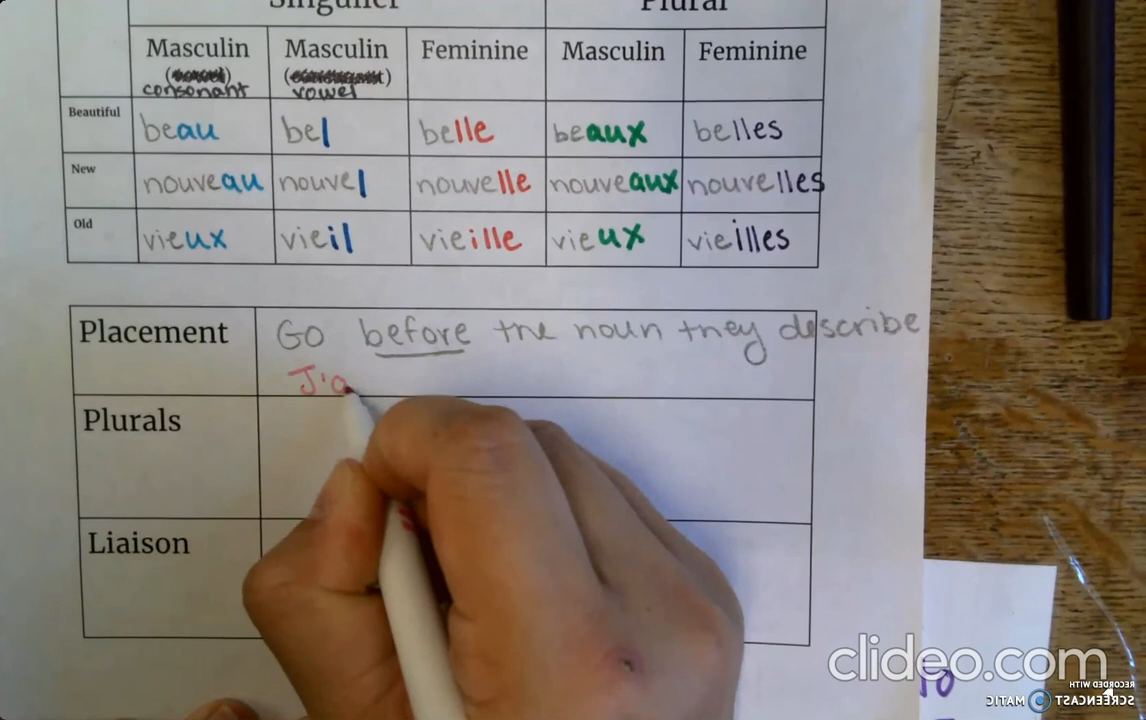 Singulier Plural
Masculin Masculin Feminine Masculin Feminine
consonant vowel
Beautiful beau bel belle beaux belles
New nouveau nouvel nouvelle nouveaux nouvelles
Old vieux vieil vieille vieux vieilles
Placement Go before the noun they describe
J'a
Plurals
Liaison
clideo.com
RECORDED WITH
SCREENCAST MATIC